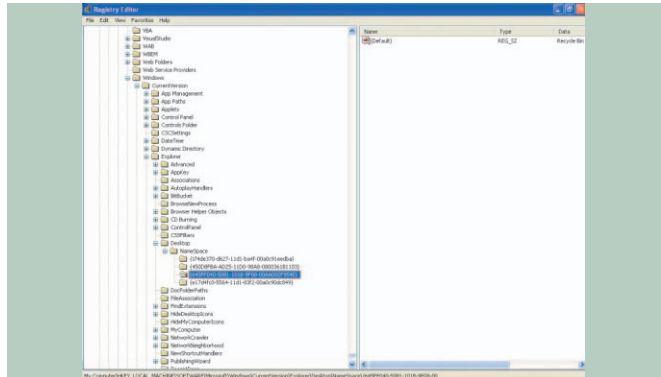 Registry Editor
File Edit View Favorites Help
VBA
VisualStudio
WAB
WBEM
Web Folders
Web Service Providers
Windows
CurrentVersion
App Management
App Paths
Applets
Control Panel
Controls Folder
CSCSettings
DateTime
Dynamic Directory
Explorer
Advanced
AppKey
Associations
AutoplayHandlers
BitBucket
BrowseNewProcess
Browser Helper Objects
CD Burning
ControlPanel
CSSFilters
Desktop
NameSpace
DocFolderPaths
FileAssociation
FindExtensions
HideDesktopIcons
HideMyComputerIcons
MyComputer
NetworkCrawler
NetworkNeighborhood
NewShortcutHandlers
PublishingWizard
Name Type Data
(Default) REG_SZ Recycle Bin